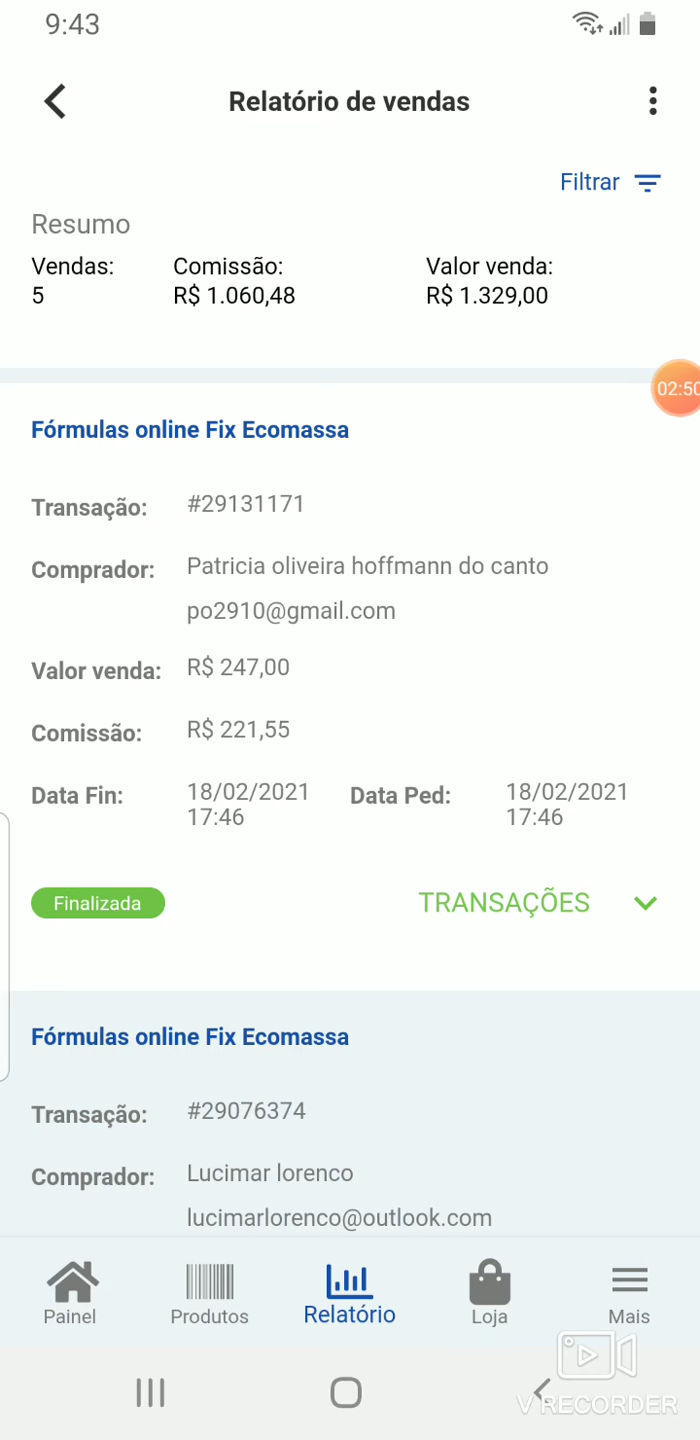 9:43
Relatório de vendas
Filtrar
Resumo
Vendas: Comissão: Valor venda:
5 R$ 1.060,48 R$ 1.329,00
02:50
Fórmulas online Fix Ecomassa
Transação: #29131171
Comprador: Patricia oliveira hoffmann do canto
po2910@gmail.com
Valor venda: R$ 247,00
Comissão: R$ 221,55
Data Fin: 18/02/2021 Data Ped: 18/02/2021
17:46 17:46
Finalizada TRANSAÇÕES
Fórmulas online Fix Ecomassa
Transação: #29076374
Comprador: Lucimar lorenco
lucimarlorenco@outlook.com
Painel Produtos Relatório Loja Mais
V RECORDER